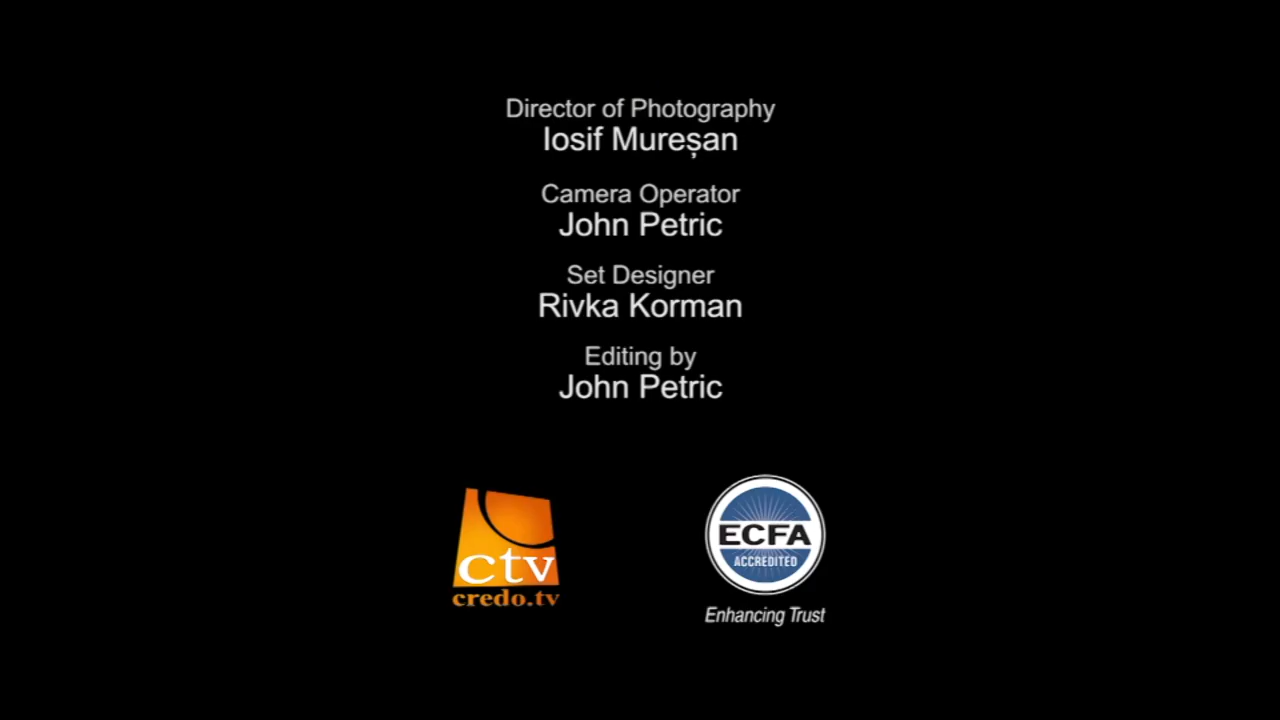 Director of Photography
Iosif Mureșan
Camera Operator
John Petric
Set Designer
Rivka Korman
Editing by
John Petric
ctv
credo.tv
ECFA
ACCREDITED
Enhancing Trust